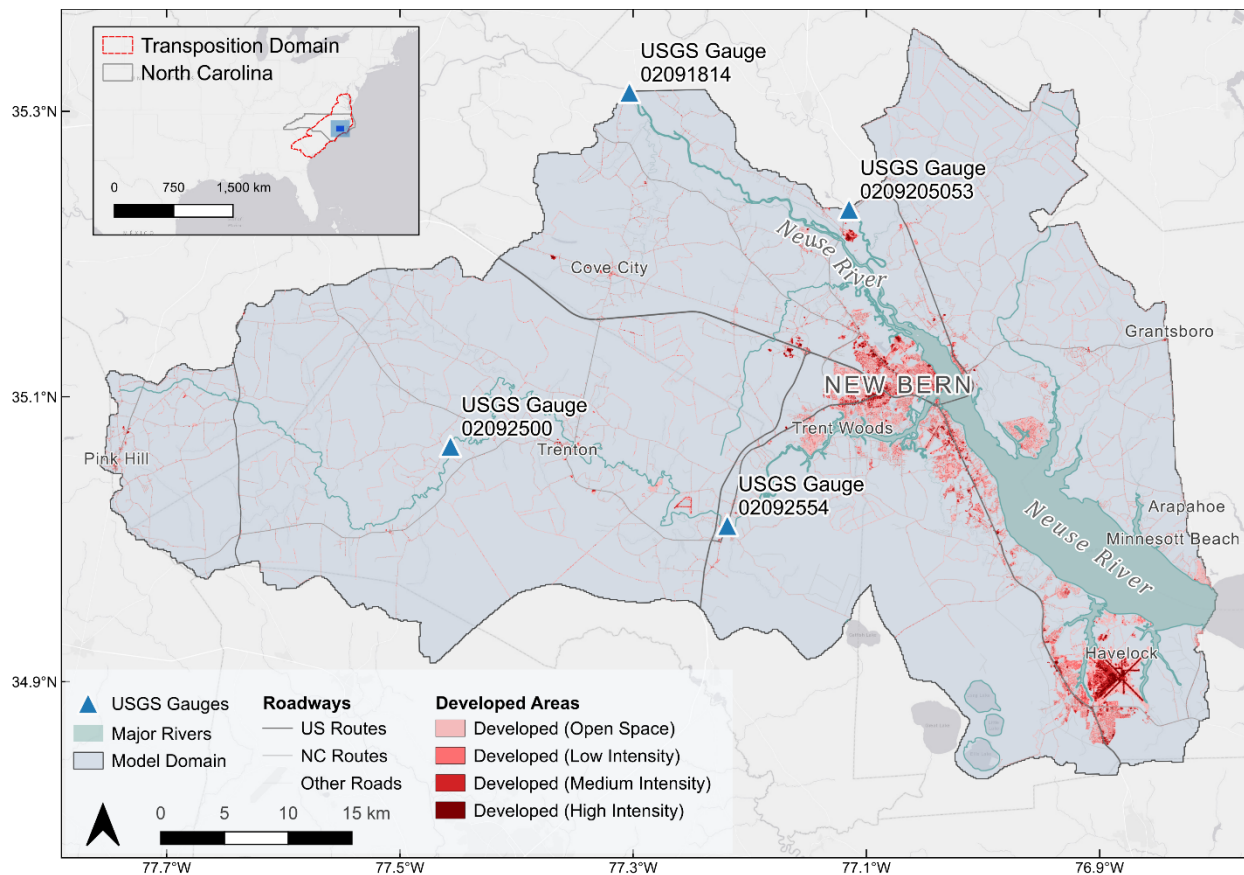 Transposition Domain
North Carolina
0 750 1,500 km
USGS Gauge
02091814
35.3°N
USGS Gauge
0209205053
Neuse River
Cove City
Grantsboro
35.1°N
NEW BERN
USGS Gauge
02092500
Trent Woods
Trenton
Pink Hill
USGS Gauge
02092554
Arapahoe
Minnesott Beach
Neuse River
Havelock
34.9°N
USGS Gauges
Major Rivers
Model Domain
Roadways
US Routes
NC Routes
Other Roads
Developed Areas
Developed (Open Space)
Developed (Low Intensity)
Developed (Medium Intensity)
Developed (High Intensity)
0 5 10 15 km
77.7°W 77.5°W 77.3°W 77.1°W 76.9°W